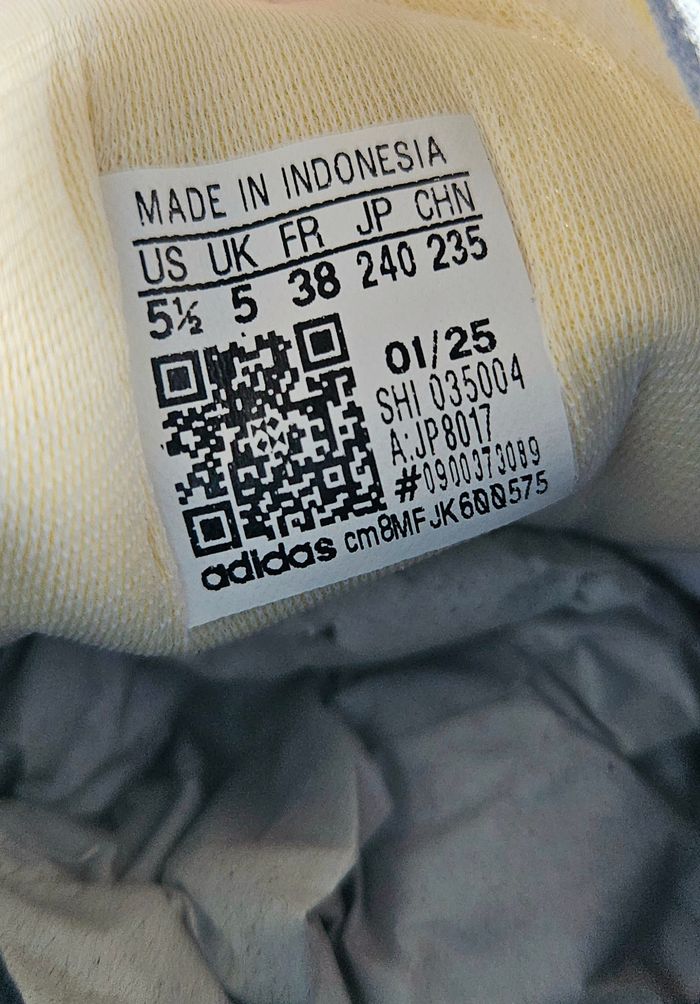 MADE IN INDONESIA
US UK FR JP CHN
5½ 5 38 240 235
01/25
SHI 035004
A:JP8017
#0900373089
adidas cm8MFJK600575